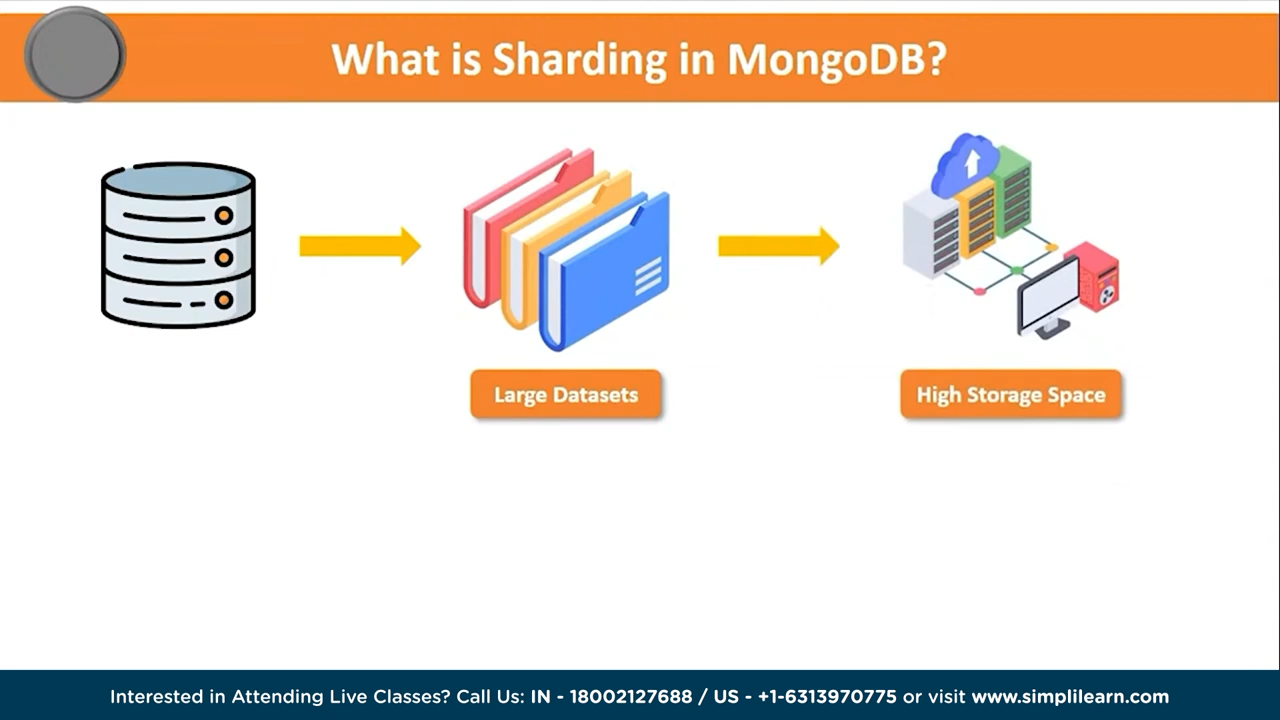 What is Sharding in MongoDB?
Large Datasets
High Storage Space
Interested in Attending Live Classes? Call Us: IN - 18002127688 / US - +1-6313970775 or visit www.simplilearn.com